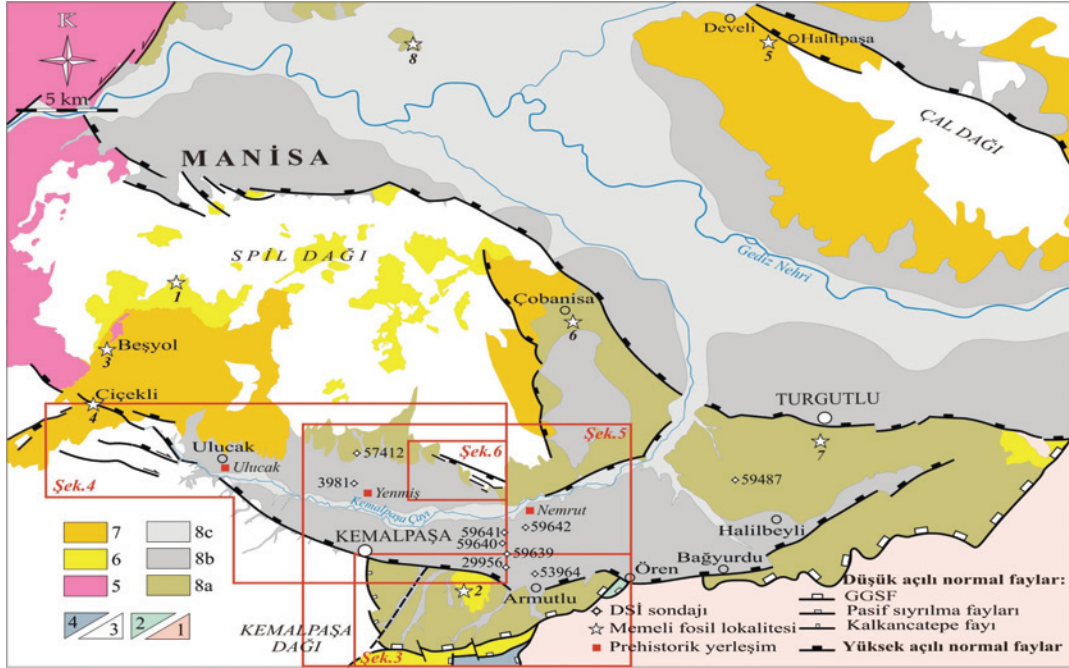 K
5 km
MANİSA
8
Develi
Halitpaşa
5
ÇAL DAĞI
SPİL DAĞI
Gediz Nehri
1
Çobanisa
6
3
Beşyol
Çiçekli
4
TURGUTLU
7
Ulucak
Ulucak
Şek.4
57412
3981
Yenmiş
Şek.6
Şek.5
59487
Kemalpaşa Çayı
Nemrut
59642
KEMALPAŞA
59641
59640
59639
29956
53964
Halilbeyli
Bağyurdu
Ören
Armutlu
2
KEMALPAŞA
DAĞI
Şek.3
7
8c
6
8b
5
8a
4
3
2
1
DSİ sondajı
Memeli fosil lokalitesi
Prehistorik yerleşim
Düşük açılı normal faylar:
GGSF
Pasif sıyrılma fayları
Kalkancatepe fayı
Yüksek açılı normal faylar